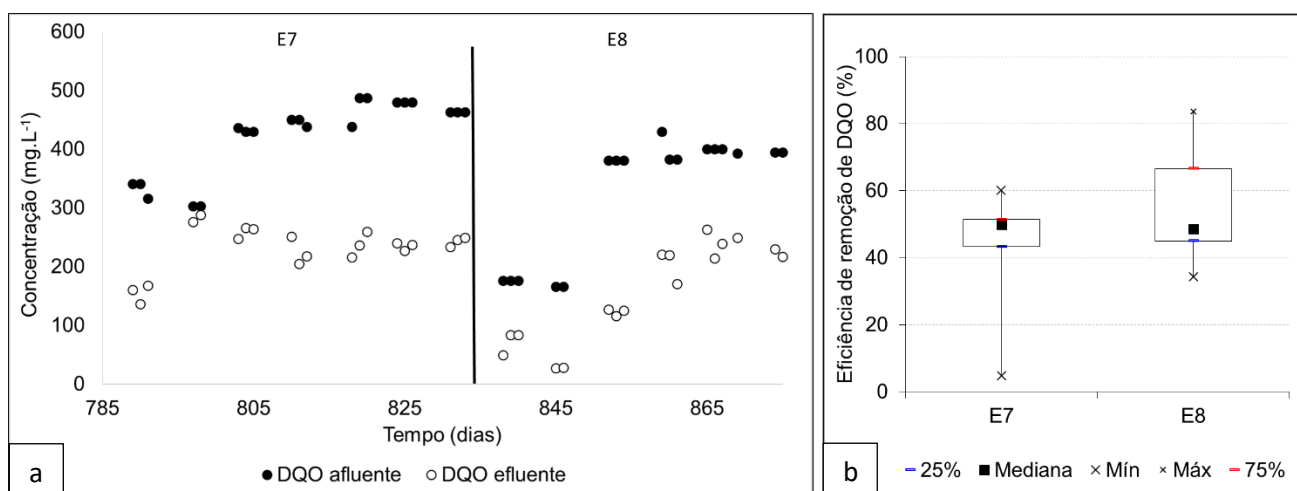 E7
E8
600
500
400
300
200
100
0
Concentração (mg.L-1)
785
805
825
845
865
Tempo (dias)
DQO afluente
DQO efluente
a
100
80
60
40
20
0
Eficiência de remoção de DQO (%)
E7
E8
25%
Mediana
Mín
Máx
75%
b